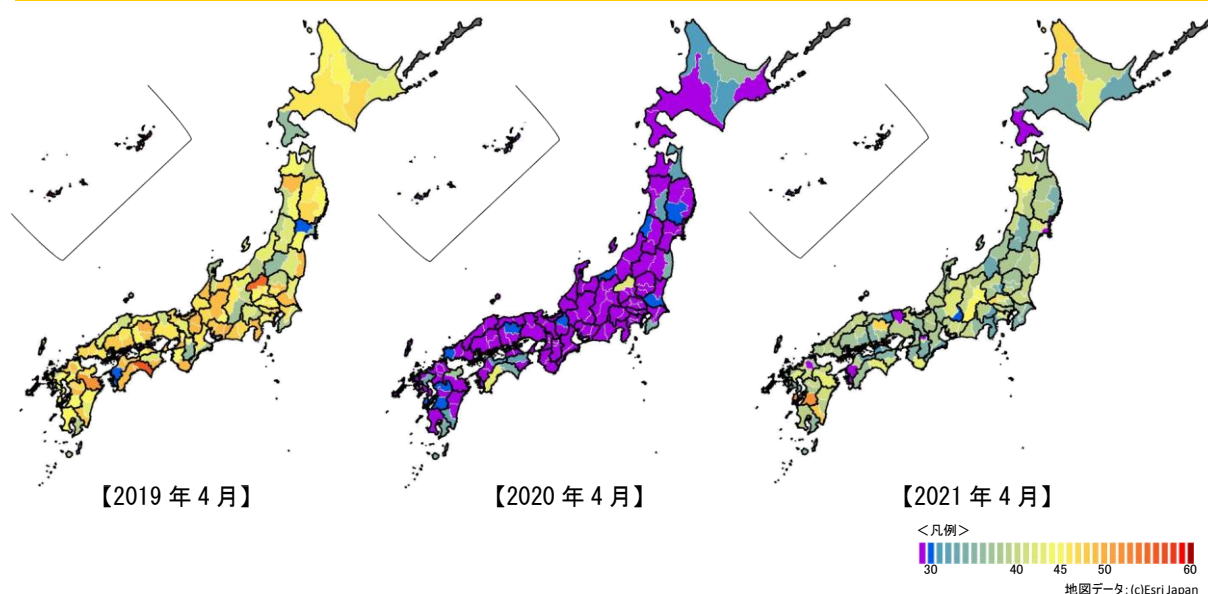 【2019 年 4 月】
【2020 年 4 月】
【2021 年 4 月】
＜凡例＞
30 40 45 50 60
地図データ:(c)Esri Japan